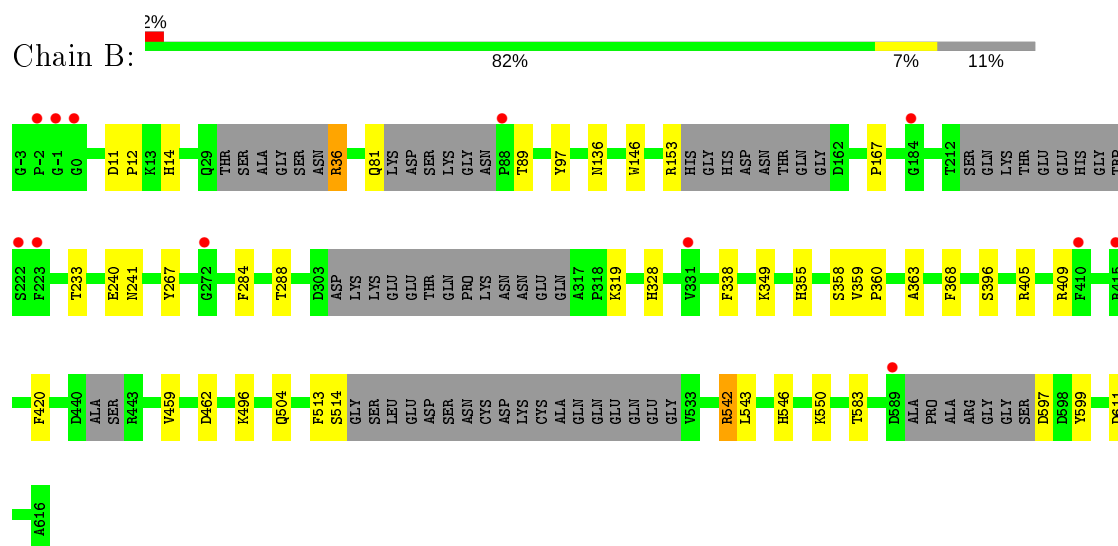 2%
Chain B:
82% 7% 11%
G-3 P-2 G-1 G0 D11 P12 K13 H14 Q29 THR SER ALA GLY SER ASN R36 Q81 LYS ASP SER LYS GLY ASN P88 T89 Y97 N136 W146 R153 HIS GLY HIS ASP ASN THR GLN GLY D162 P167 G184 T212 SER GLN LYS THR GLU GLU HIS GLY TRP
S222 F223 T233 E240 N241 Y267 G272 F284 T288 D303 ASP LYS LYS GLU GLU THR GLN PRO LYS ASN ASN GLU GLN A317 P318 K319 H328 V331 F338 K349 H355 S358 V359 P360 A363 F368 S396 R405 R409 F410 R415
F420 D440 ALA SER R443 V459 D462 K496 Q504 F513 S514 GLY SER LEU GLU ASP SER ASN CYS ASP LYS CYS ALA GLN GLN GLU GLN GLU GLY V533 R542 L543 H546 K550 T583 D589 ALA PRO ALA ARG GLY GLY SER D597 D598 Y599 D611
A616